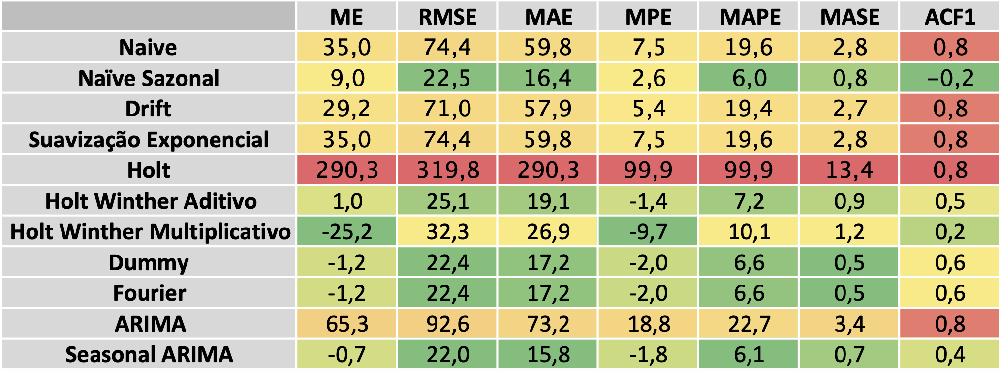 ME RMSE MAE MPE MAPE MASE ACF1
Naive 35,0 74,4 59,8 7,5 19,6 2,8 0,8
Naïve Sazonal 9,0 22,5 16,4 2,6 6,0 0,8 −0,2
Drift 29,2 71,0 57,9 5,4 19,4 2,7 0,8
Suavização Exponencial 35,0 74,4 59,8 7,5 19,6 2,8 0,8
Holt 290,3 319,8 290,3 99,9 99,9 13,4 0,8
Holt Winther Aditivo 1,0 25,1 19,1 -1,4 7,2 0,9 0,5
Holt Winther Multiplicativo -25,2 32,3 26,9 -9,7 10,1 1,2 0,2
Dummy -1,2 22,4 17,2 -2,0 6,6 0,5 0,6
Fourier -1,2 22,4 17,2 -2,0 6,6 0,5 0,6
ARIMA 65,3 92,6 73,2 18,8 22,7 3,4 0,8
Seasonal ARIMA -0,7 22,0 15,8 -1,8 6,1 0,7 0,4